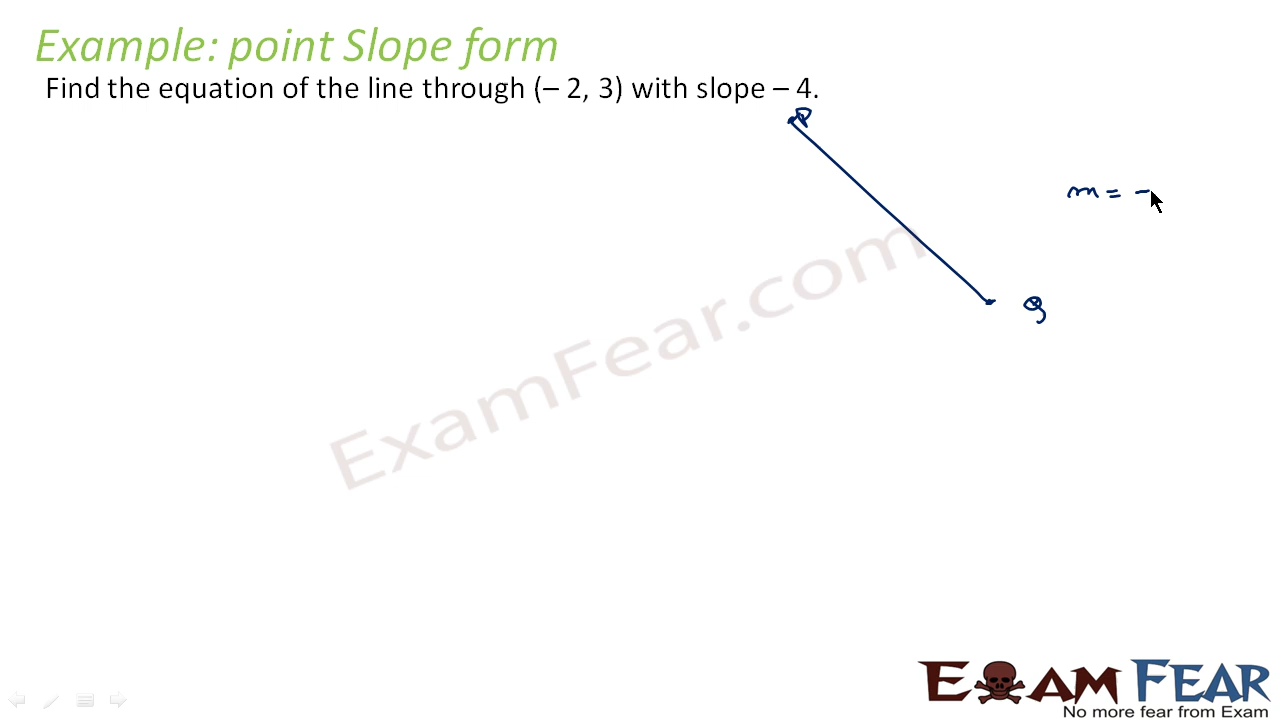 Example: point Slope form
Find the equation of the line through (– 2, 3) with slope – 4.
P
m = –
Q
ExamFear.com
EXAM FEAR
No more fear from Exam